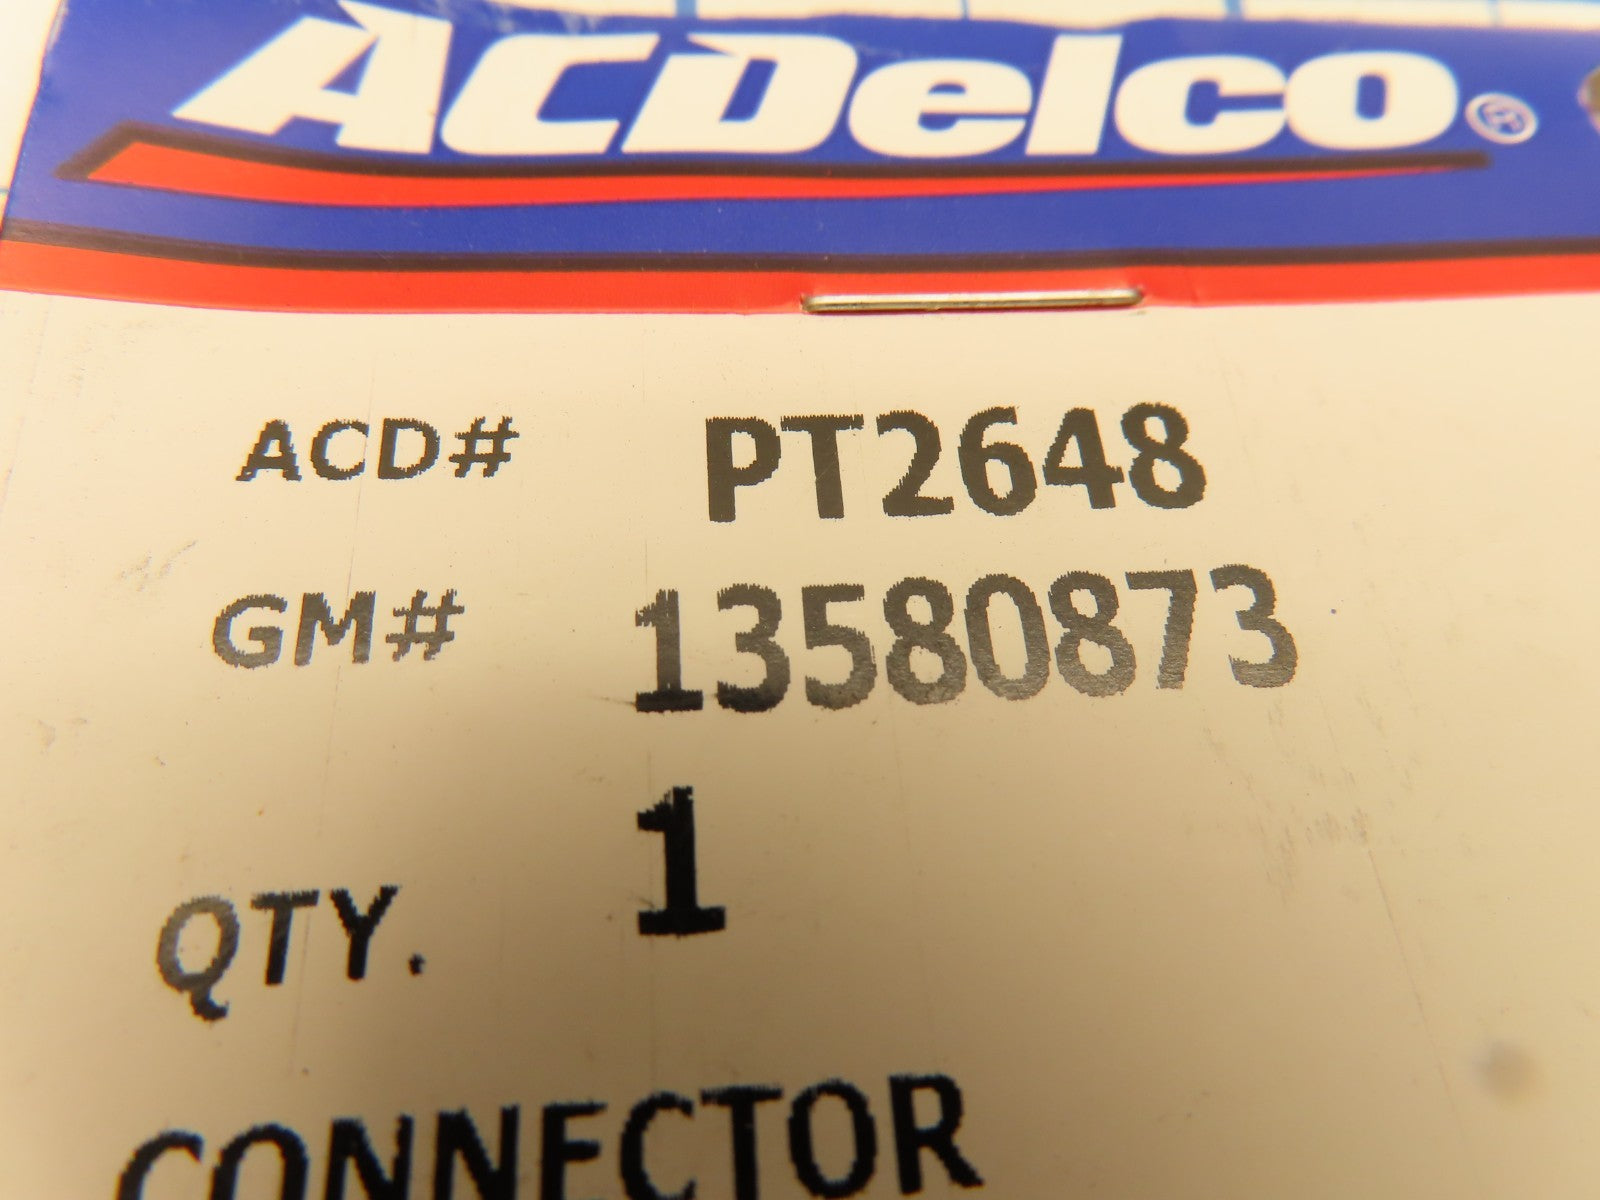 ACDelco®
ACD# PT2648
GM# 13580873
QTY. 1
CONNECTOR